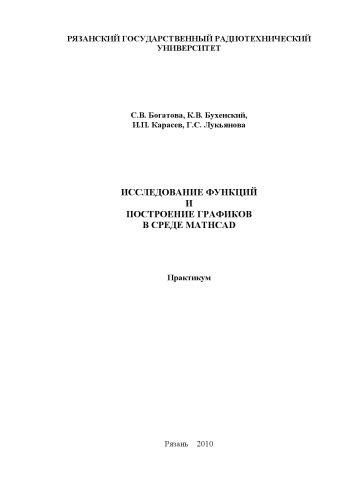 РЯЗАНСКИЙ ГОСУДАРСТВЕННЫЙ РАДИОТЕХНИЧЕСКИЙ
УНИВЕРСИТЕТ
С.В. Богатова, К.В. Бухенский,
И.П. Карасев, Г.С. Лукьянова
ИССЛЕДОВАНИЕ ФУНКЦИЙ
И
ПОСТРОЕНИЕ ГРАФИКОВ
В СРЕДЕ MATHCAD
Практикум
Рязань 2010